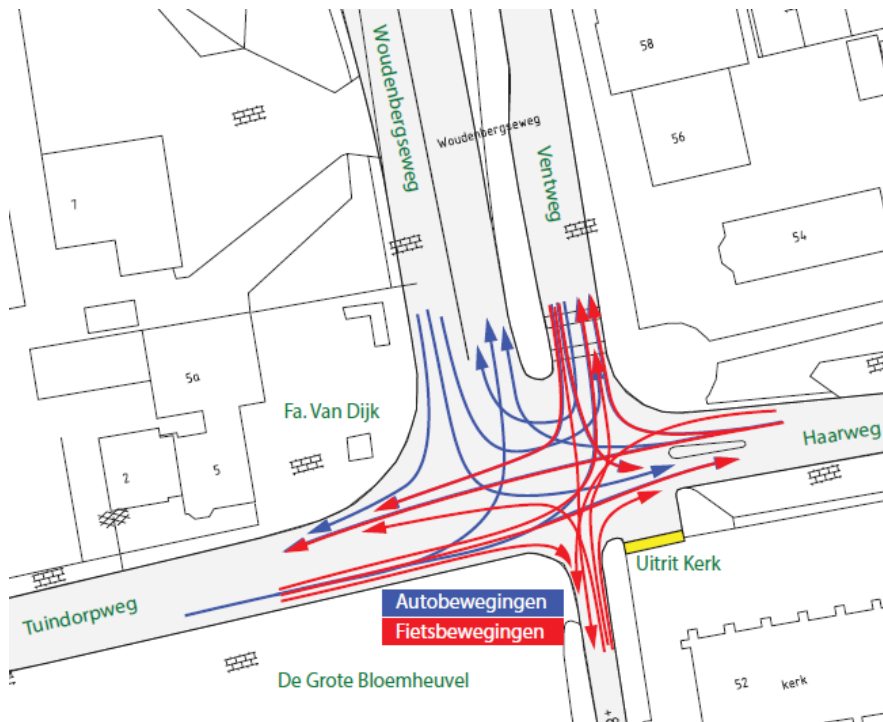 Woudenbergseweg
Woudenbergseweg
Ventweg
58
56
54
7
5a
Fa. Van Dijk
2
5
Haarweg
Uitrit Kerk
Tuindorpweg
Autobewegingen
Fietsbewegingen
De Grote Bloemheuvel
52
kerk